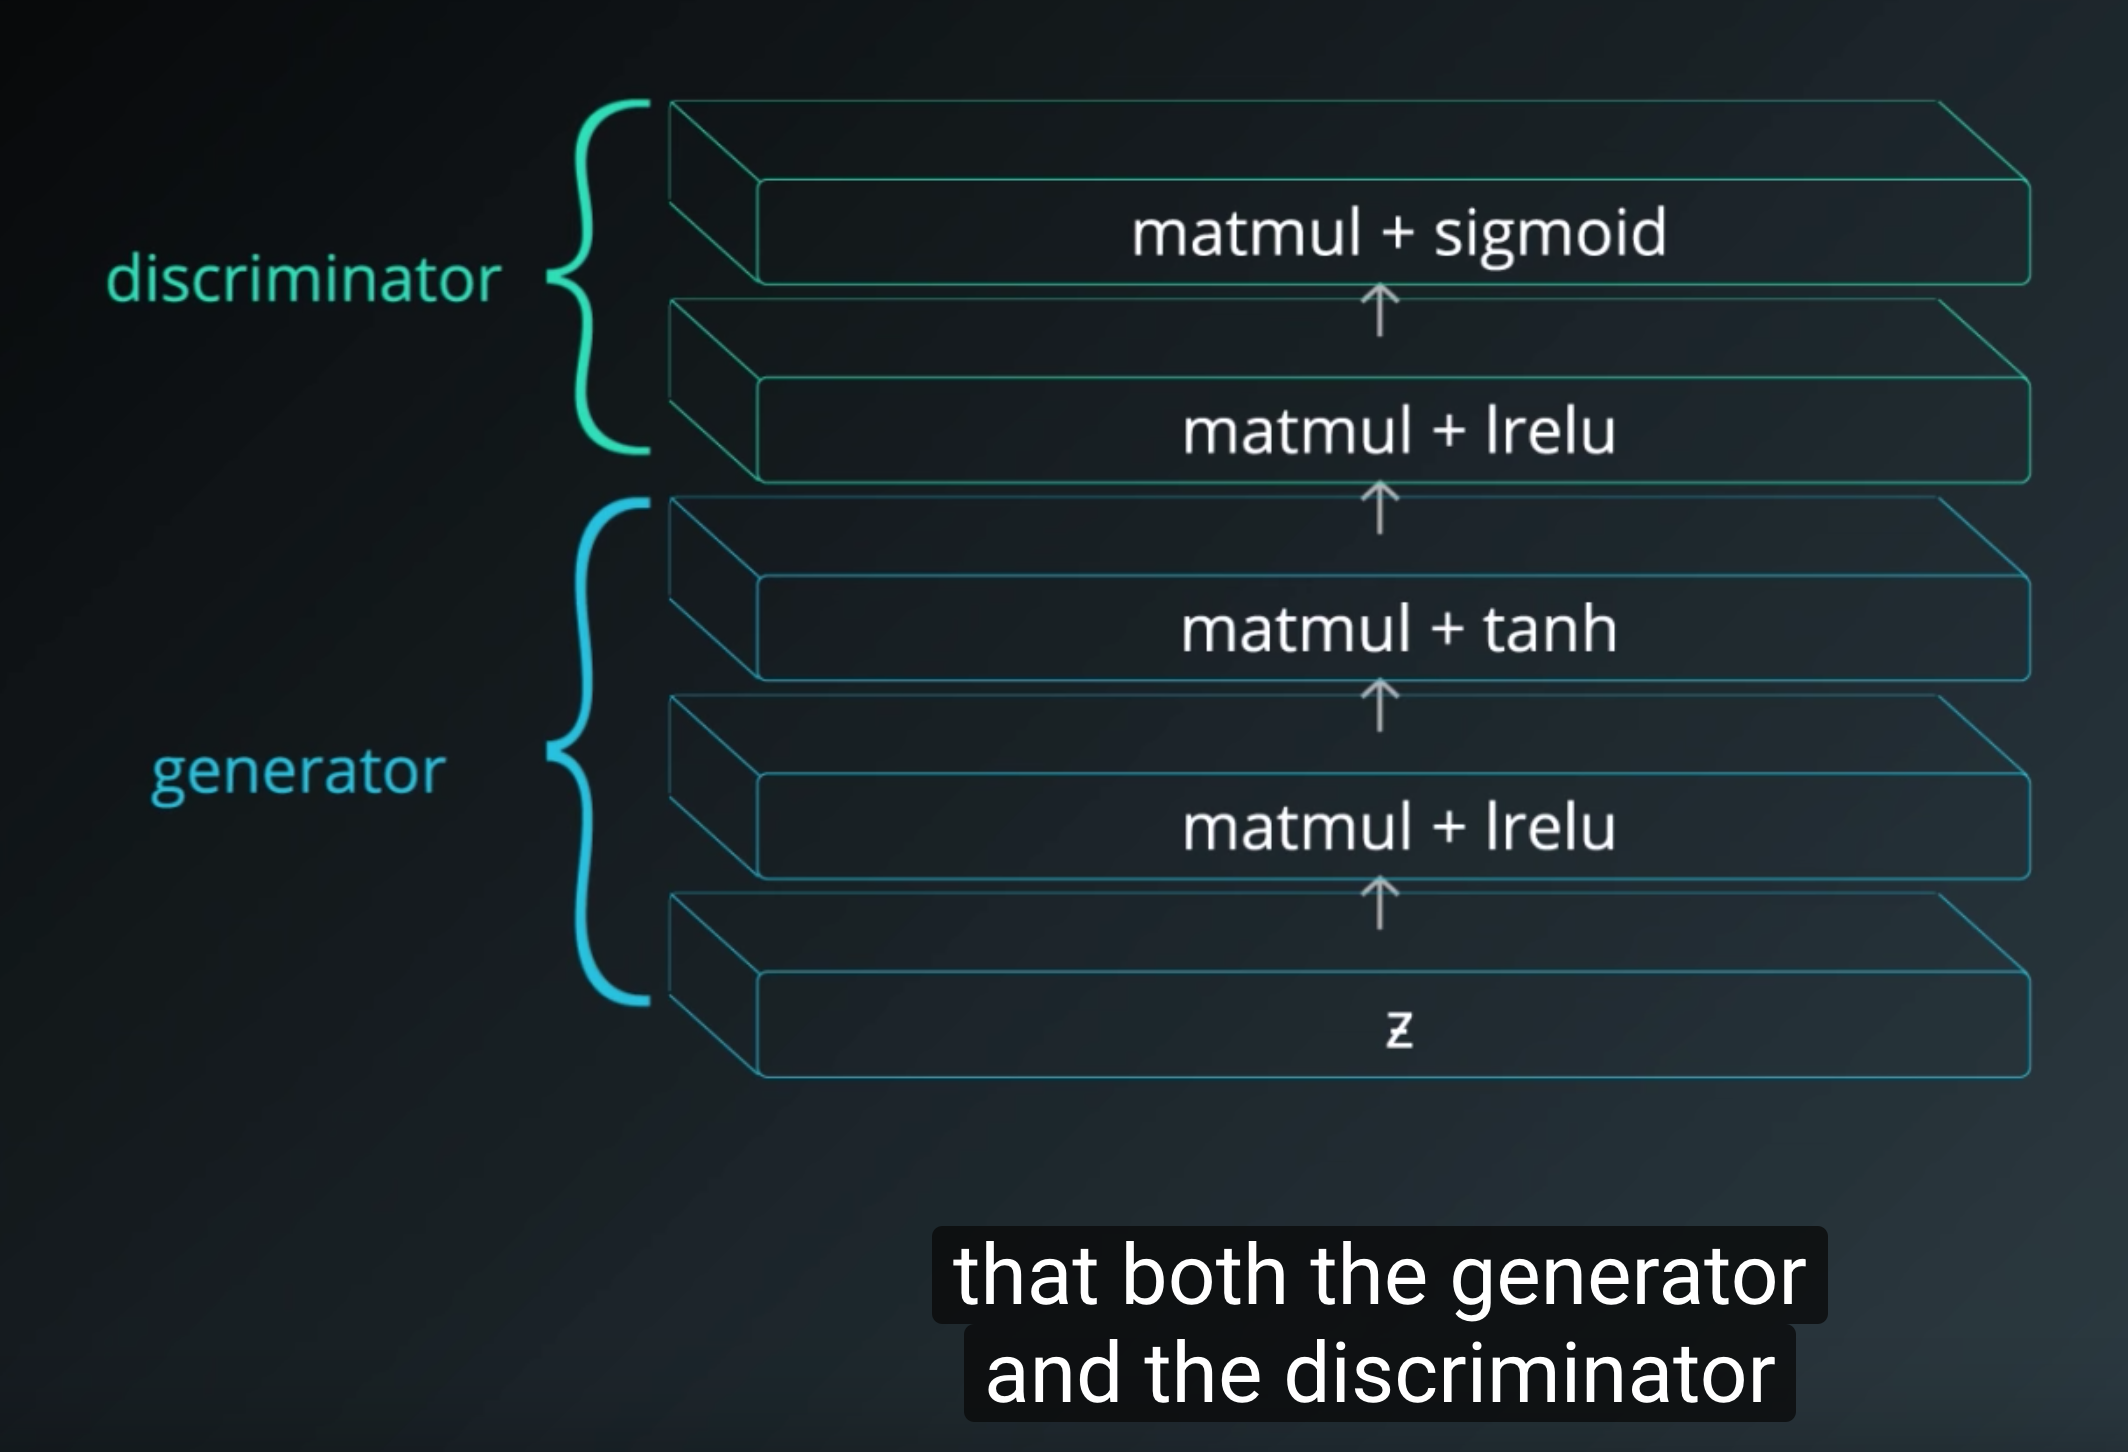 matmul + sigmoid
discriminator
matmul + lrelu
matmul + tanh
generator
matmul + lrelu
z
that both the generator
and the discriminator